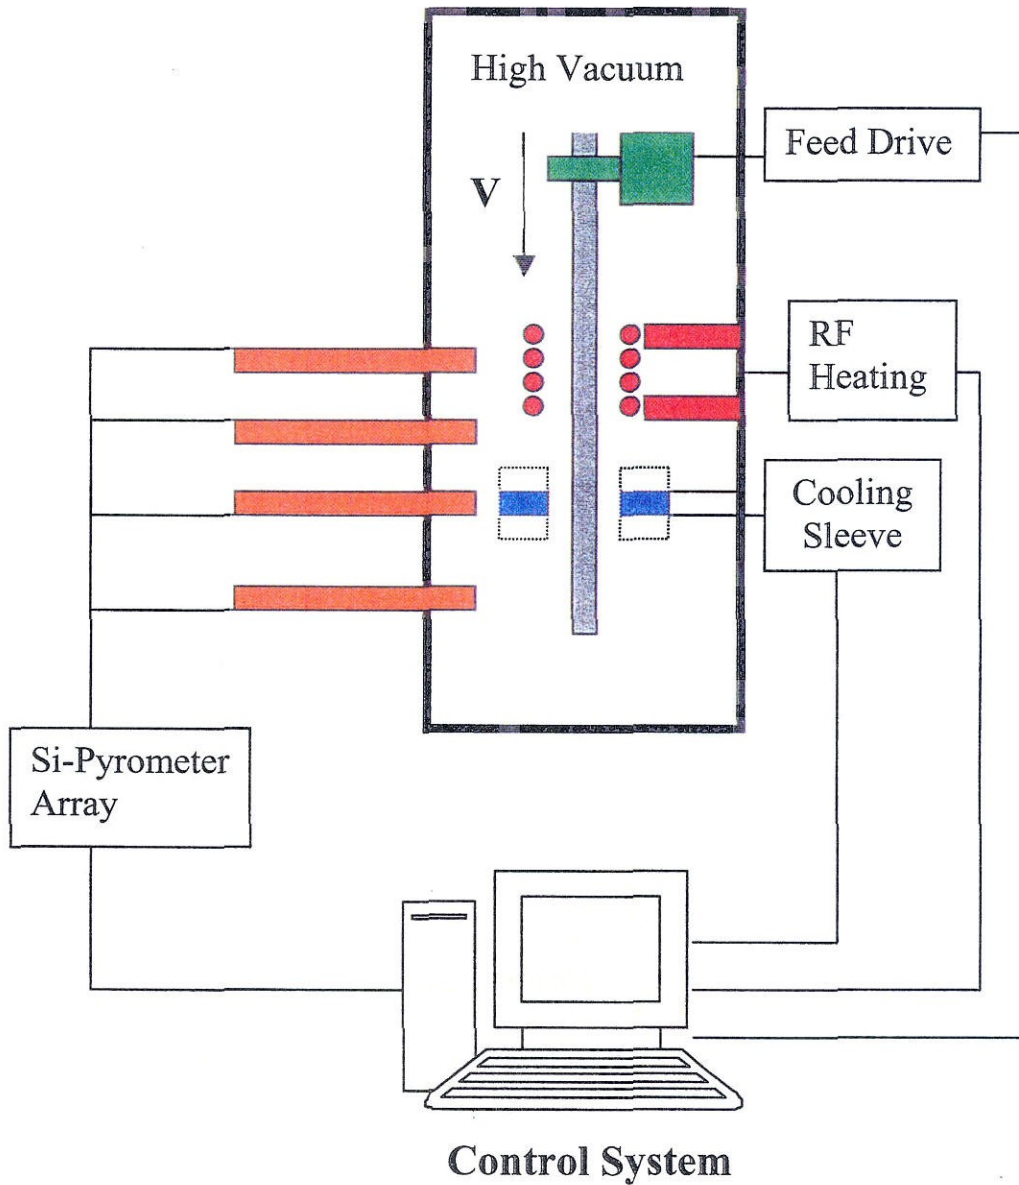 High Vacuum
Feed Drive
V
RF
Heating
Cooling
Sleeve
Si-Pyrometer
Array
Control System